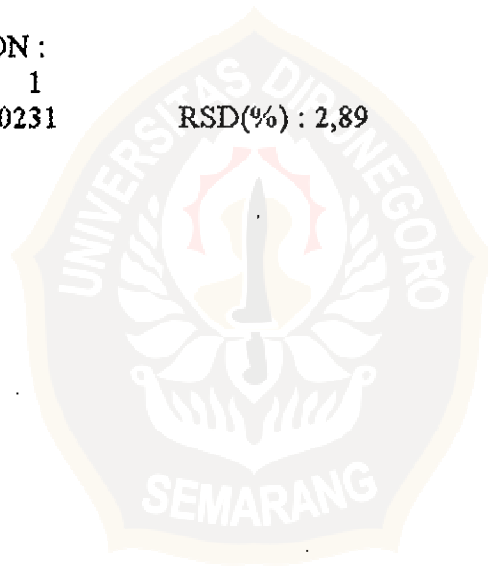 ON :
1
0231 RSD(%) : 2,89
UNIVERSITAS DIPONEGORO
SEMARANG